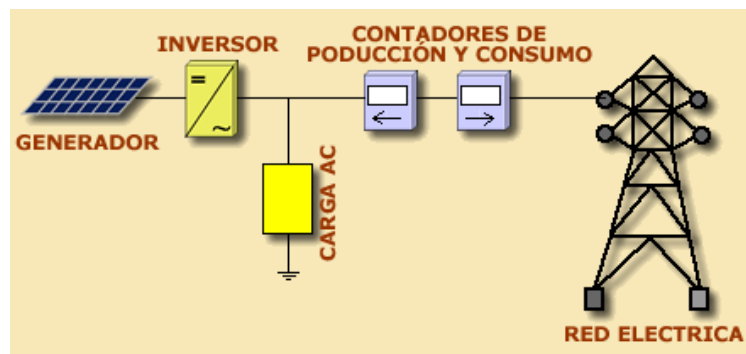 INVERSOR
CONTADORES DE
PODUCCIÓN Y CONSUMO
GENERADOR
CARGA AC
RED ELECTRICA